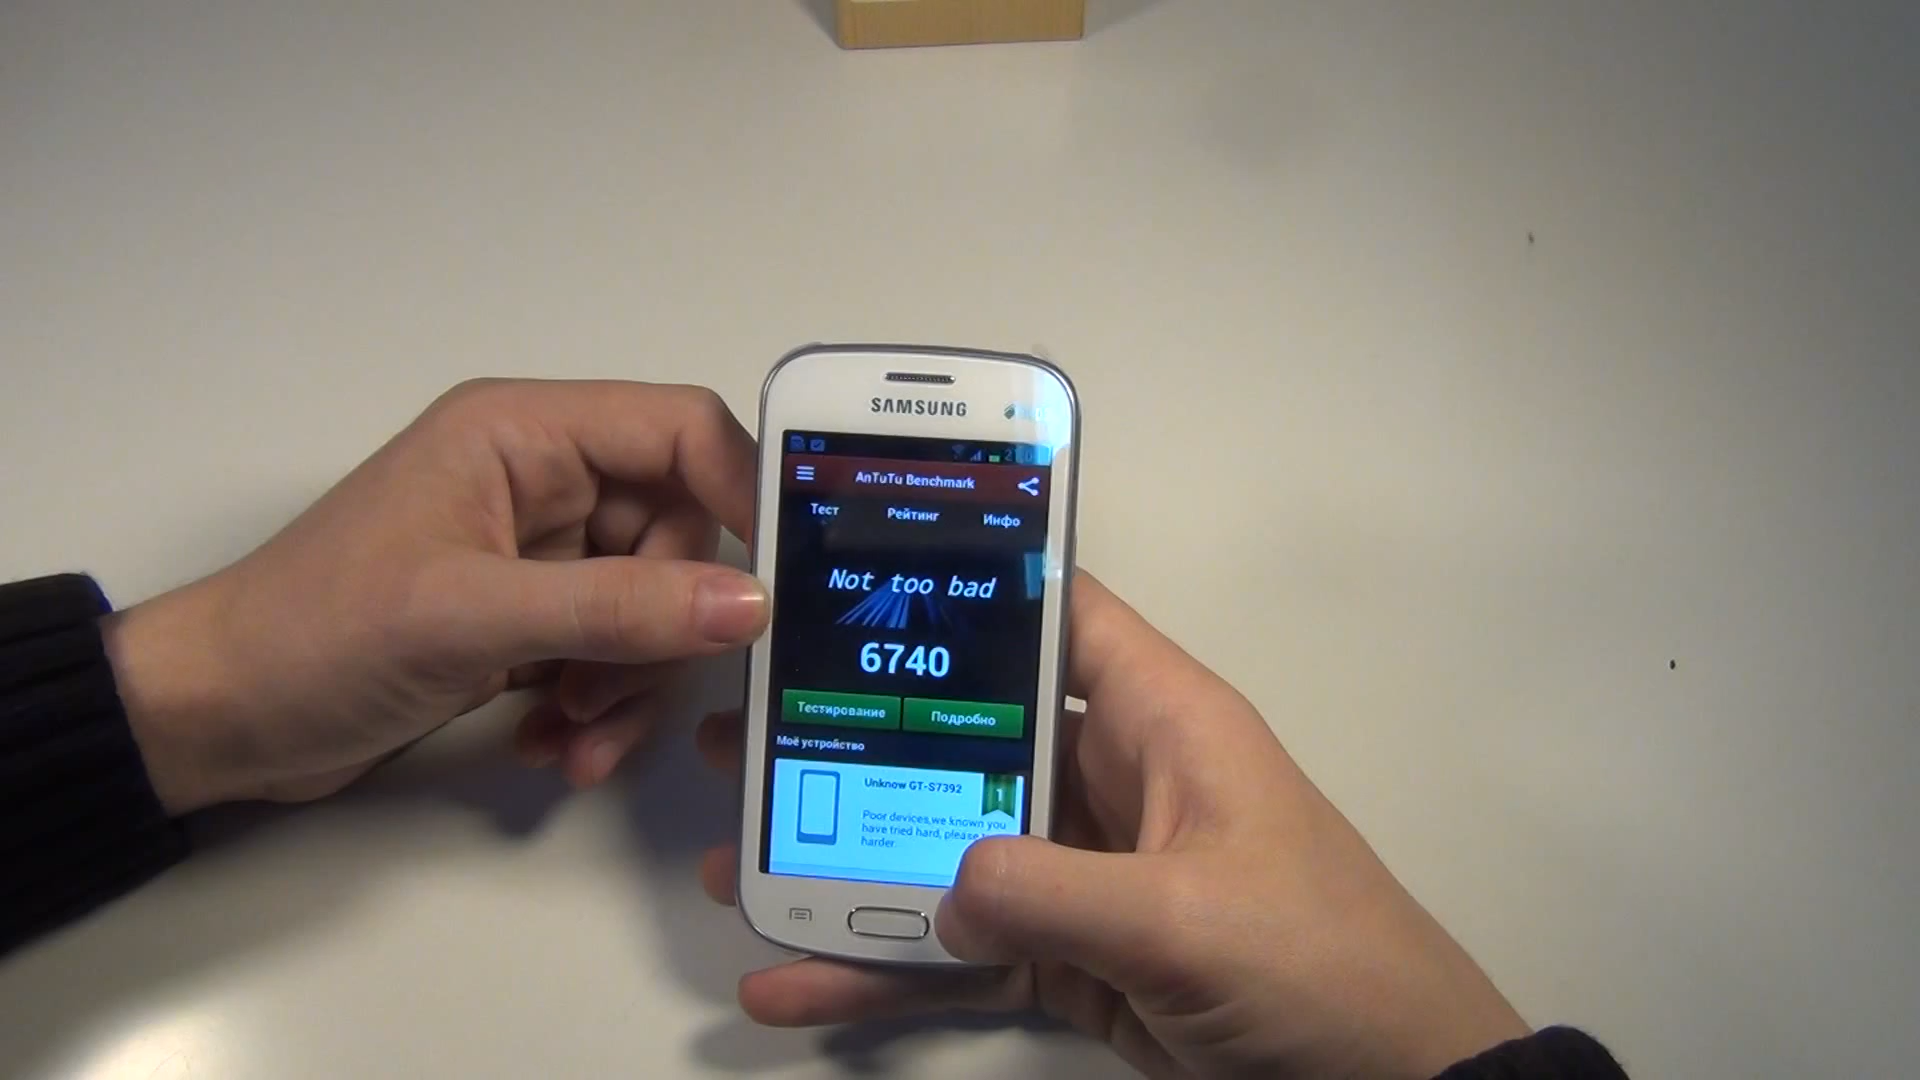 SAMSUNG
AnTuTu Benchmark
Тест Рейтинг Инфо
Not too bad
6740
Тестирование Подробно
Моё устройство
Unknow GT-S7392
1
Poor devices,we known you
have tried hard, please
harder.